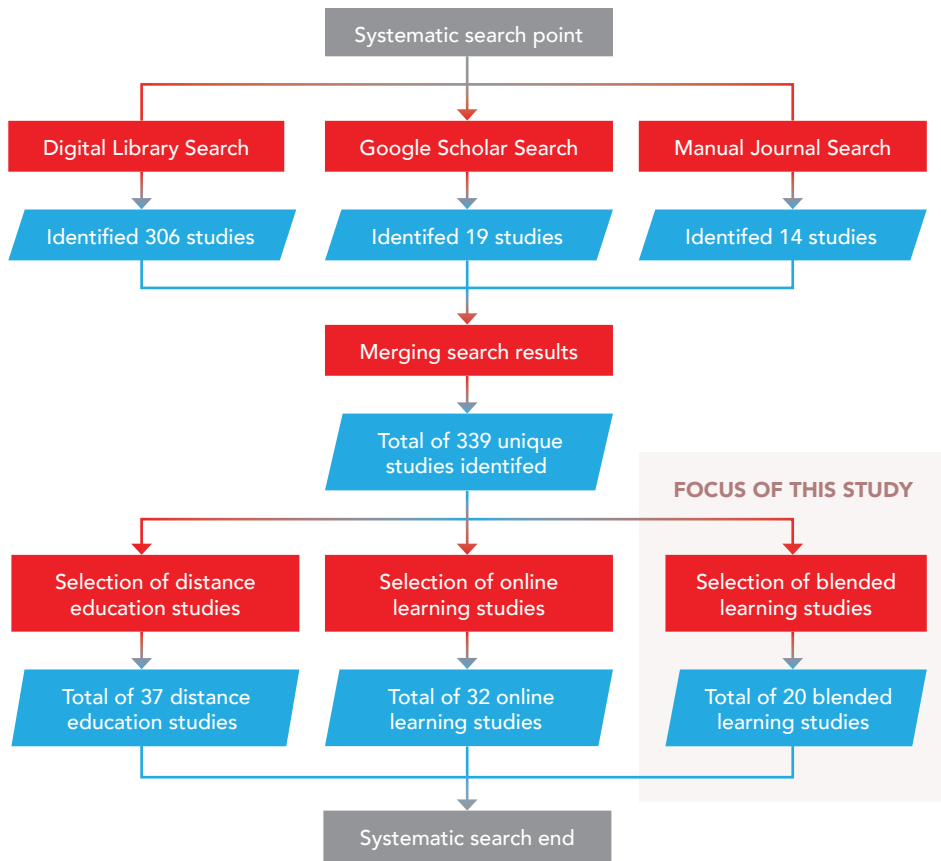 Systematic search point
Digital Library Search
Google Scholar Search
Manual Journal Search
Identified 306 studies
Identifed 19 studies
Identifed 14 studies
Merging search results
Total of 339 unique
studies identifed
FOCUS OF THIS STUDY
Selection of distance
education studies
Selection of online
learning studies
Selection of blended
learning studies
Total of 37 distance
education studies
Total of 32 online
learning studies
Total of 20 blended
learning studies
Systematic search end